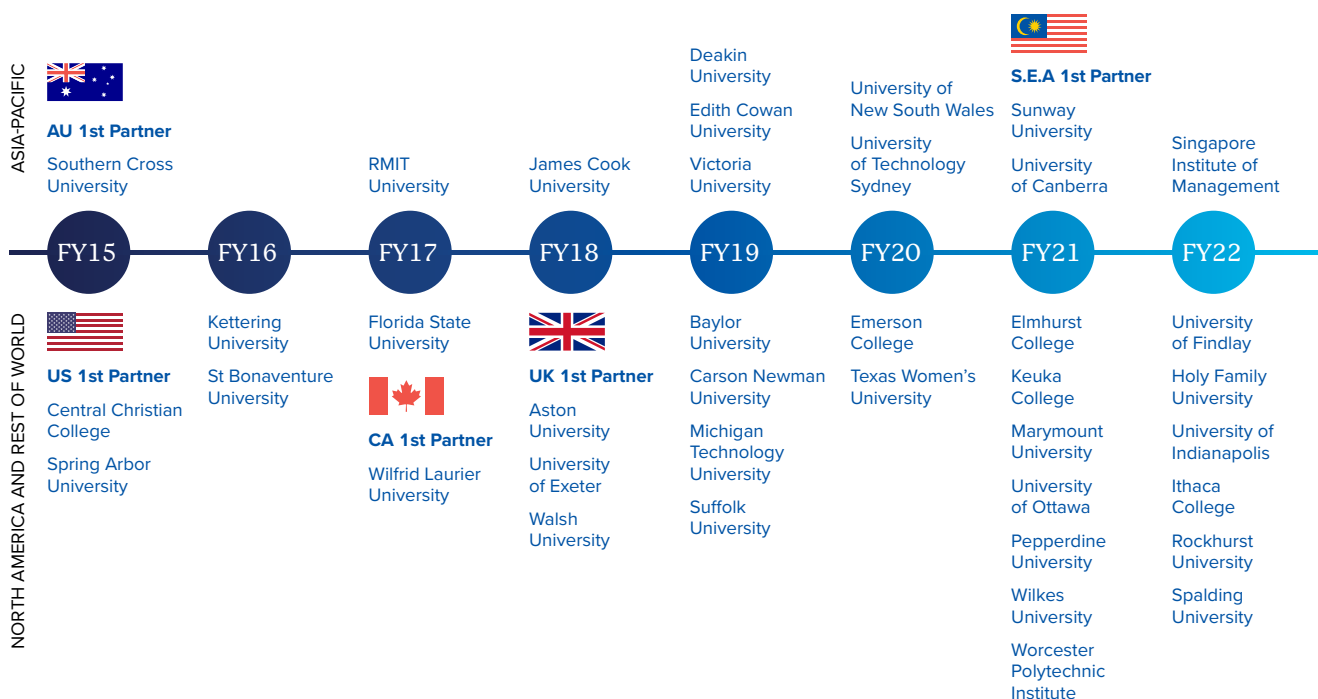 ASIA-PACIFIC
AU 1st Partner
Southern Cross
University
RMIT
University
James Cook
University
Deakin
University
Edith Cowan
University
Victoria
University
University of
New South Wales
University
of Technology
Sydney
S.E.A 1st Partner
Sunway
University
University
of Canberra
Singapore
Institute of
Management
FY15
FY16
FY17
FY18
FY19
FY20
FY21
FY22
NORTH AMERICA AND REST OF WORLD
US 1st Partner
Central Christian
College
Spring Arbor
University
Kettering
University
St Bonaventure
University
Florida State
University
CA 1st Partner
Wilfrid Laurier
University
UK 1st Partner
Aston
University
University
of Exeter
Walsh
University
Baylor
University
Carson Newman
University
Michigan
Technology
University
Suffolk
University
Emerson
College
Texas Women’s
University
Elmhurst
College
Keuka
College
Marymount
University
University
of Ottawa
Pepperdine
University
Wilkes
University
Worcester
Polytechnic
Institute
University
of Findlay
Holy Family
University
University of
Indianapolis
Ithaca
College
Rockhurst
University
Spalding
University